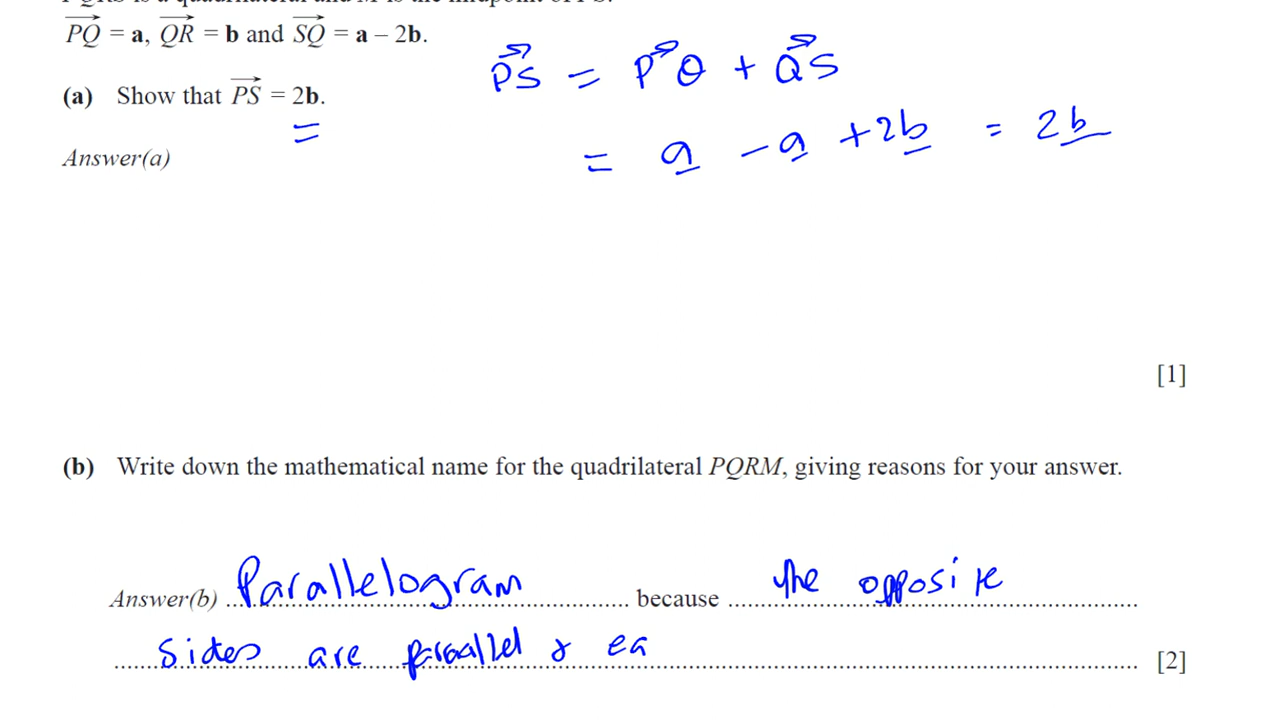 PQ = a, QR = b and SQ = a – 2b.
PS = PQ + QS
(a) Show that PS = 2b.
=
= a - a + 2b = 2b
Answer(a)
[1]
(b) Write down the mathematical name for the quadrilateral PQRM, giving reasons for your answer.
Answer(b) Parallelogram because the opposite
sides are parallel & eq [2]